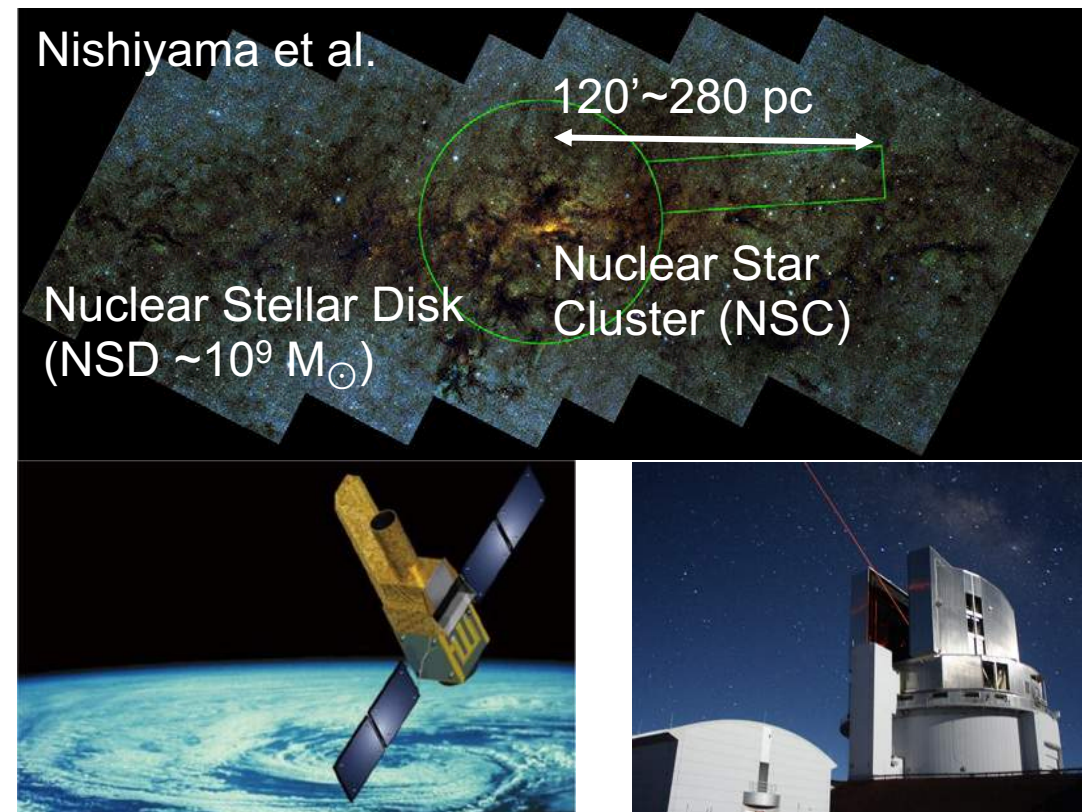 Nishiyama et al.
120’~280 pc
Nuclear Star
Cluster (NSC)
Nuclear Stellar Disk
(NSD ~10⁹ M☉)